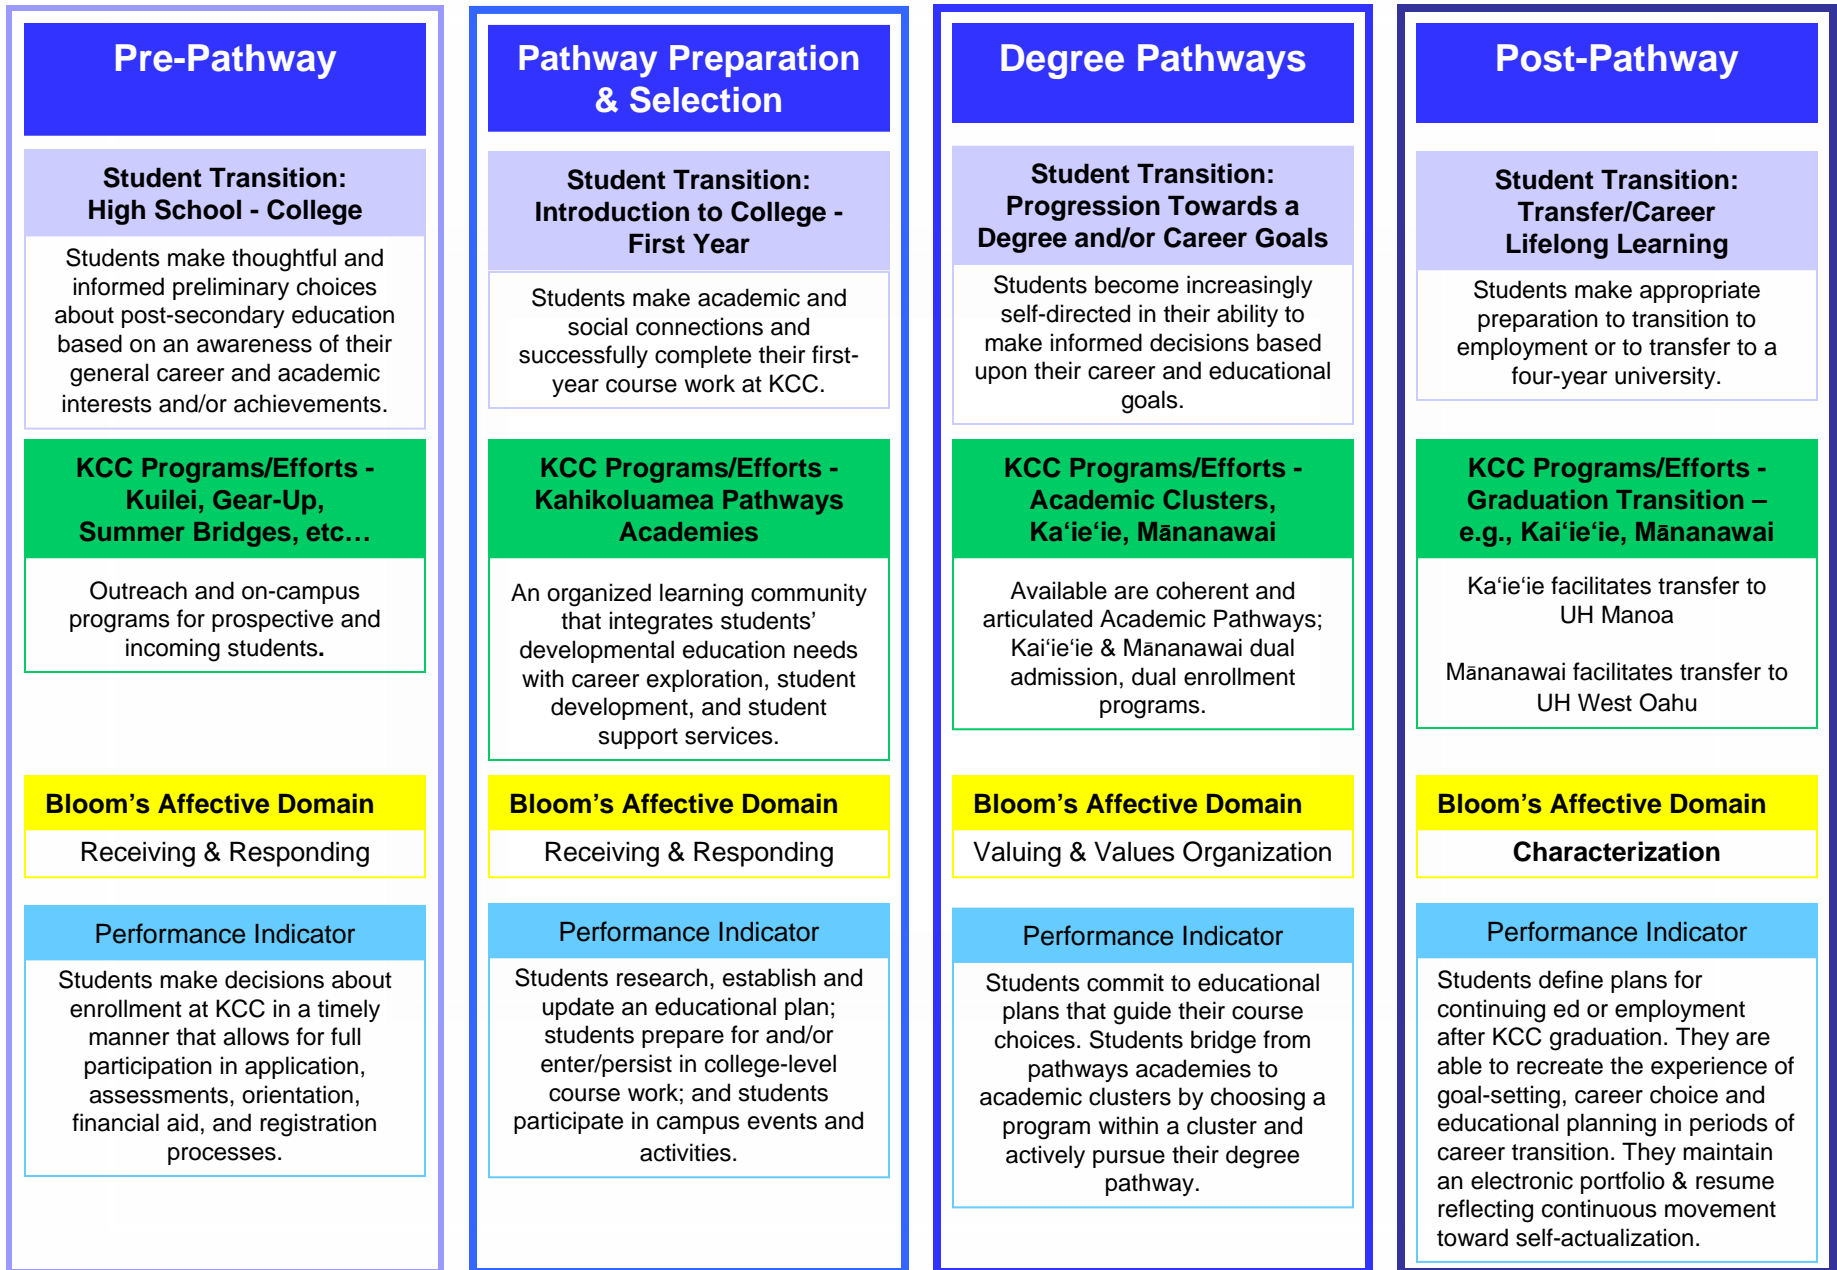 Pre-Pathway
Student Transition:
High School - College
Students make thoughtful and
informed preliminary choices
about post-secondary education
based on an awareness of their
general career and academic
interests and/or achievements.
KCC Programs/Efforts -
Kuilei, Gear-Up,
Summer Bridges, etc…
Outreach and on-campus
programs for prospective and
incoming students.
Bloom’s Affective Domain
Receiving & Responding
Performance Indicator
Students make decisions about
enrollment at KCC in a timely
manner that allows for full
participation in application,
assessments, orientation,
financial aid, and registration
processes.
Pathway Preparation
& Selection
Student Transition:
Introduction to College -
First Year
Students make academic and
social connections and
successfully complete their first-
year course work at KCC.
KCC Programs/Efforts -
Kahikoluamea Pathways
Academies
An organized learning community
that integrates students’
developmental education needs
with career exploration, student
development, and student
support services.
Bloom’s Affective Domain
Receiving & Responding
Performance Indicator
Students research, establish and
update an educational plan;
students prepare for and/or
enter/persist in college-level
course work; and students
participate in campus events and
activities.
Degree Pathways
Student Transition:
Progression Towards a
Degree and/or Career Goals
Students become increasingly
self-directed in their ability to
make informed decisions based
upon their career and educational
goals.
KCC Programs/Efforts -
Academic Clusters,
Ka‘ie‘ie, Mānanawai
Available are coherent and
articulated Academic Pathways;
Kai‘ie‘ie & Mānanawai dual
admission, dual enrollment
programs.
Bloom’s Affective Domain
Valuing & Values Organization
Performance Indicator
Students commit to educational
plans that guide their course
choices. Students bridge from
pathways academies to
academic clusters by choosing a
program within a cluster and
actively pursue their degree
pathway.
Post-Pathway
Student Transition:
Transfer/Career
Lifelong Learning
Students make appropriate
preparation to transition to
employment or to transfer to a
four-year university.
KCC Programs/Efforts -
Graduation Transition –
e.g., Kai‘ie‘ie, Mānanawai
Ka‘ie‘ie facilitates transfer to
UH Manoa
Mānanawai facilitates transfer to
UH West Oahu
Bloom’s Affective Domain
Characterization
Performance Indicator
Students define plans for
continuing ed or employment
after KCC graduation. They are
able to recreate the experience of
goal-setting, career choice and
educational planning in periods of
career transition. They maintain
an electronic portfolio & resume
reflecting continuous movement
toward self-actualization.